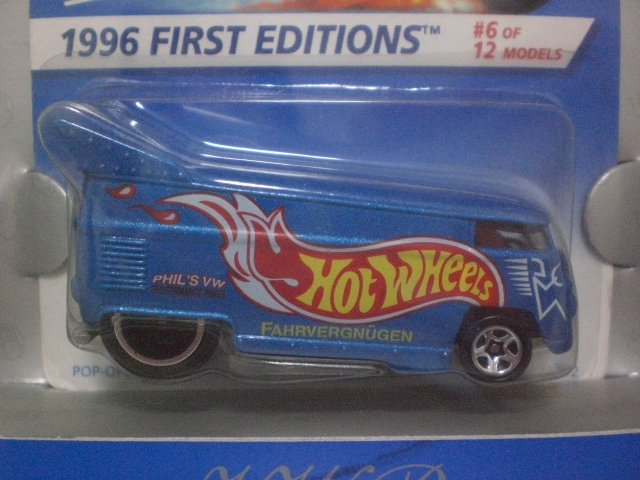 1996 FIRST EDITIONS™
#6 OF
12 MODELS
HOT WHEELS
PHIL'S VW
FAHRVERGNÜGEN
POP-O